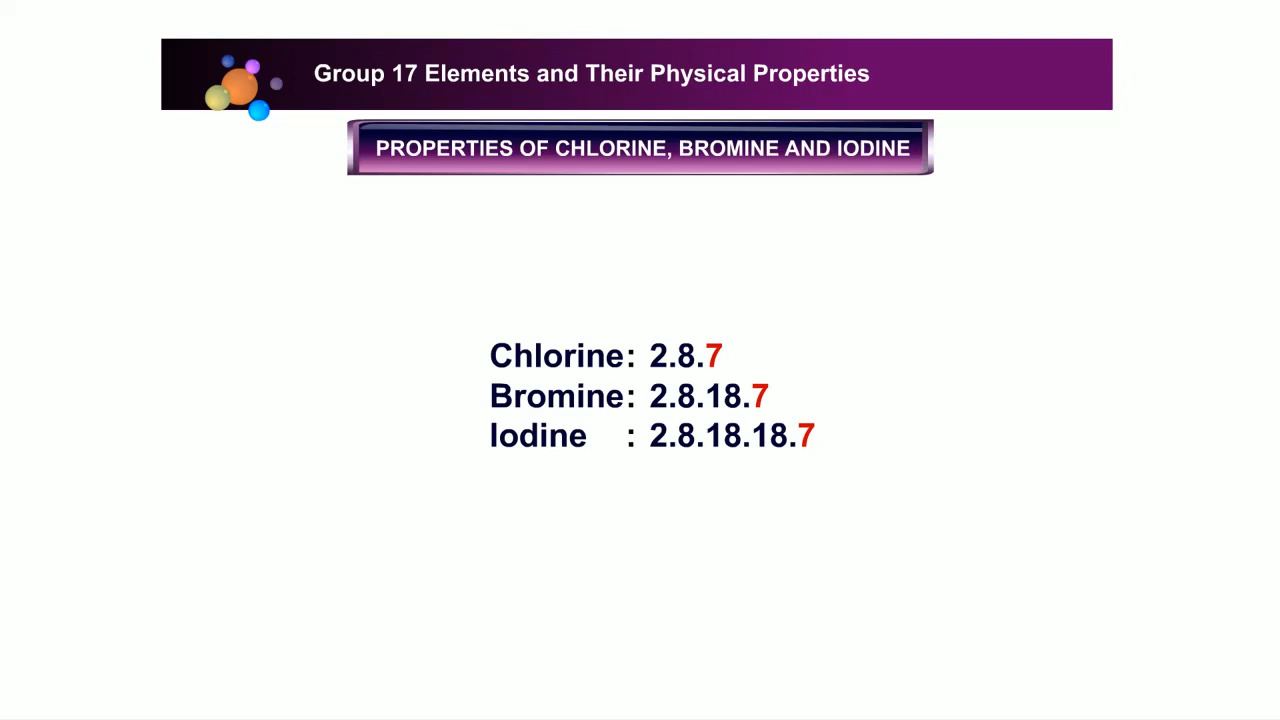 Group 17 Elements and Their Physical Properties
PROPERTIES OF CHLORINE, BROMINE AND IODINE
Chlorine: 2.8.7
Bromine: 2.8.18.7
Iodine : 2.8.18.18.7